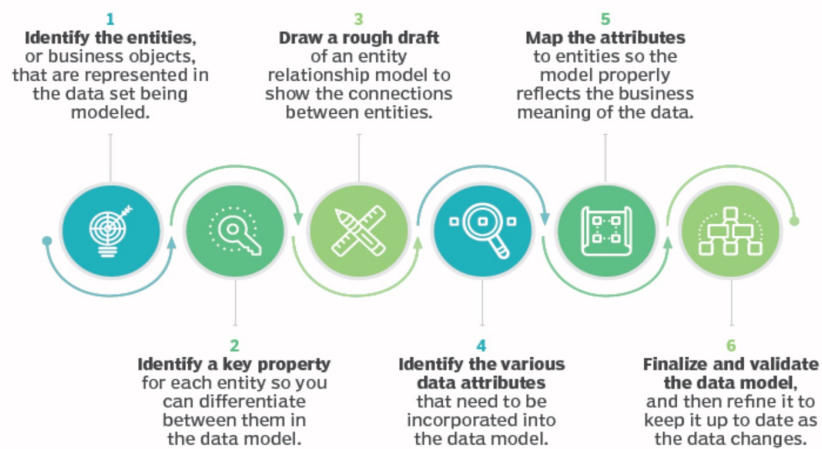 1
Identify the entities,
or business objects,
that are represented in
the data set being
modeled.
2
Identify a key property
for each entity so you
can differentiate
between them in
the data model.
3
Draw a rough draft
of an entity
relationship model to
show the connections
between entities.
4
Identify the various
data attributes
that need to be
incorporated into
the data model.
5
Map the attributes
to entities so the
model properly
reflects the business
meaning of the data.
6
Finalize and validate
the data model,
and then refine it to
keep it up to date as
the data changes.